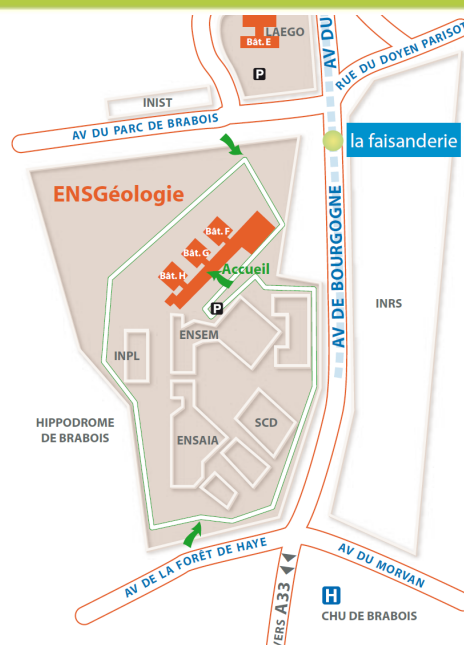 LAEGO
Bât. E
P
AV DU
RUE DU DOYEN PARISOT
INIST
AV DU PARC DE BRABOIS
la faisanderie
ENSGéologie
Bât. F
Bât. G
Bât. H
Accueil
P
AV DE BOURGOGNE
INRS
ENSEM
INPL
HIPPODROME
DE BRABOIS
ENSAIA
SCD
AV DE LA FORÊT DE HAYE
AV DU MORVAN
VERS A33
H
CHU DE BRABOIS